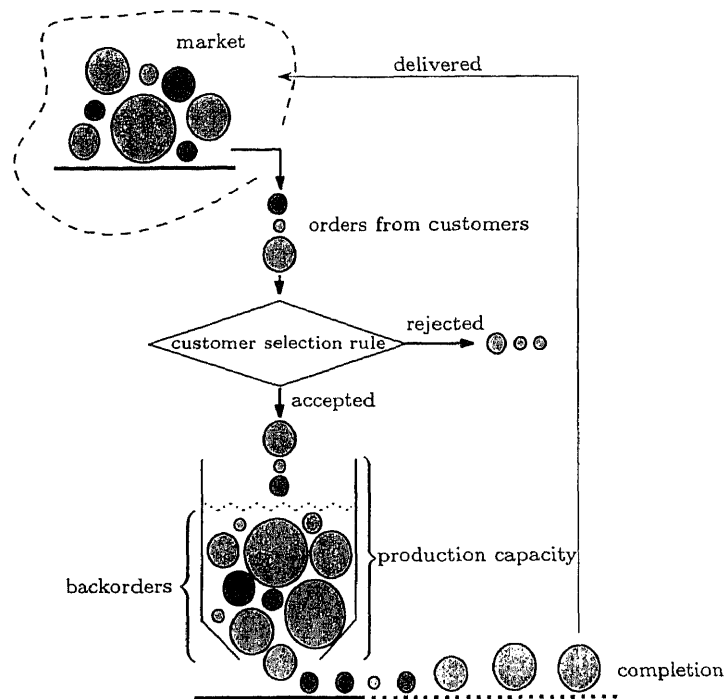 market
delivered
orders from customers
customer selection rule
rejected
accepted
production capacity
backorders
completion